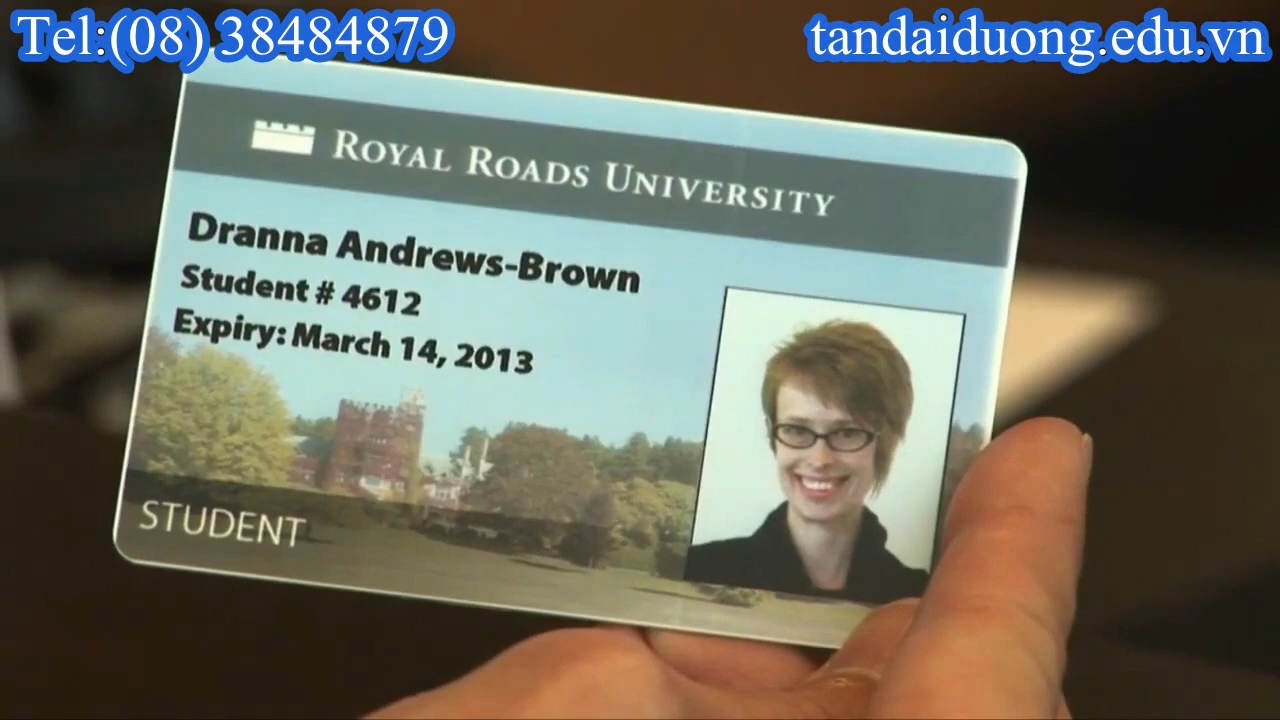 Tel:(08) 38484879
tandaiduong.edu.vn
ROYAL ROADS UNIVERSITY
Dranna Andrews-Brown
Student # 4612
Expiry: March 14, 2013
STUDENT